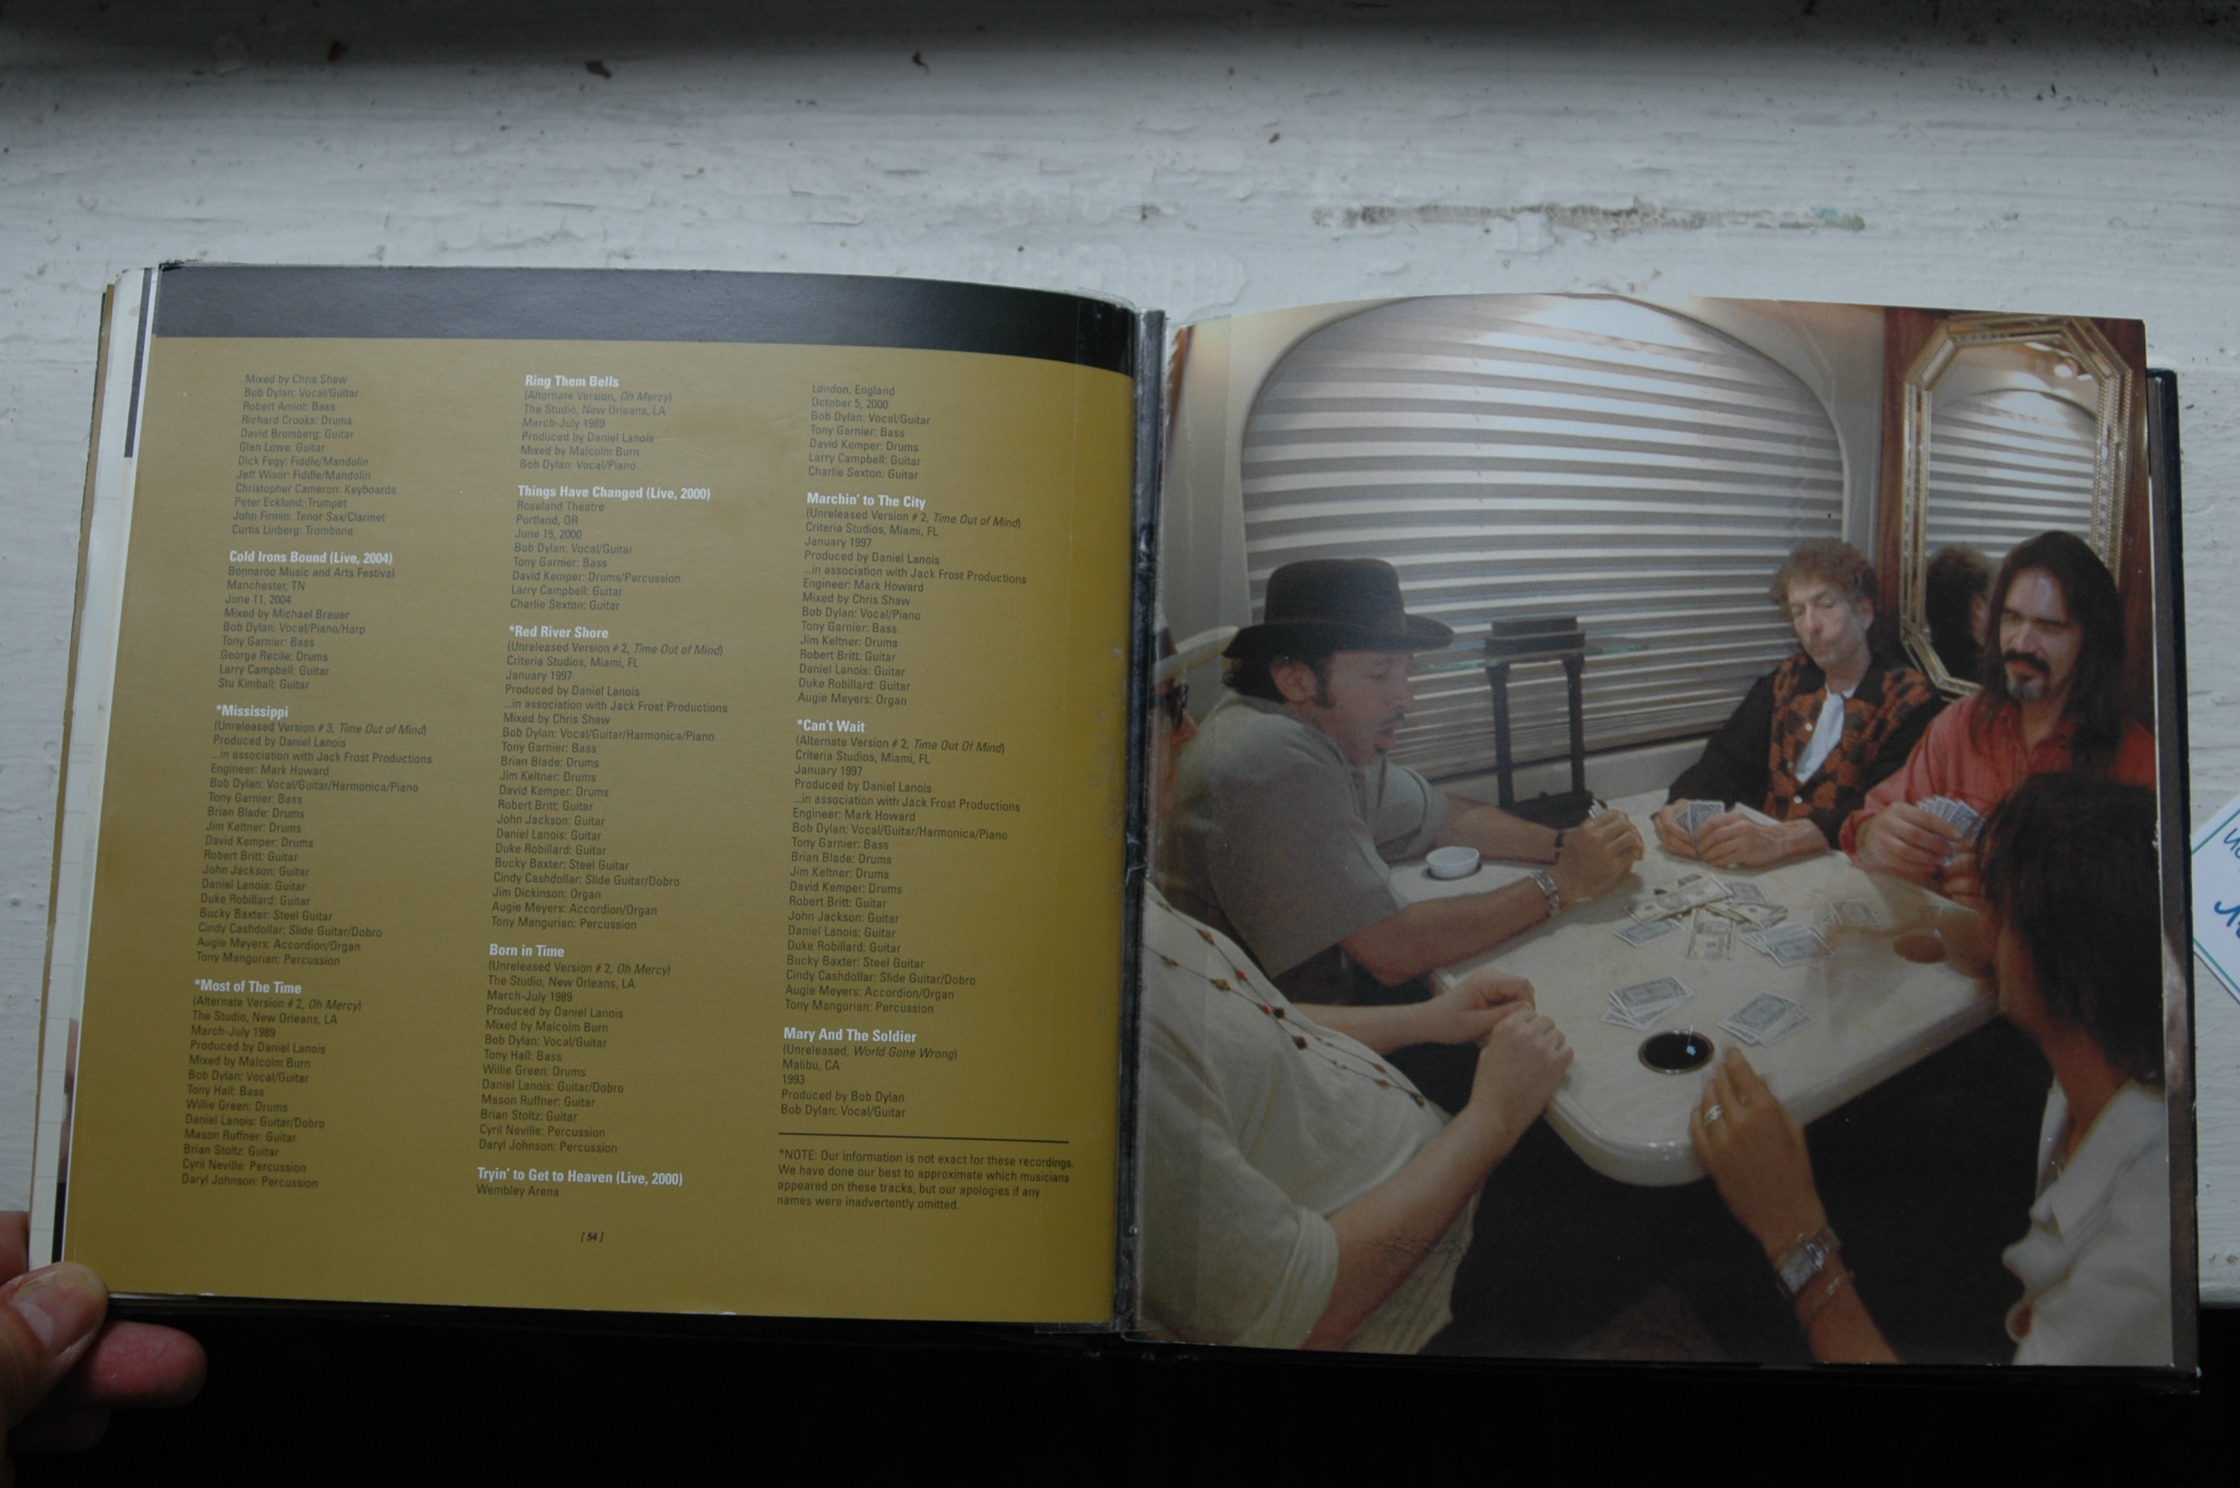 Mixed by Chris Shaw
Bob Dylan: Vocal/Guitar
Robert Amiot: Bass
Richard Crooks: Drums
David Bromberg: Guitar
Glen Lowe: Guitar
Dick Fegy: Fiddle/Mandolin
Jeff Wisor: Fiddle/Mandolin
Christopher Cameron: Keyboards
Peter Ecklund: Trumpet
John Firmin: Tenor Sax/Clarinet
Curtis Linberg: Trombone
Cold Irons Bound (Live, 2004)
Bonnaroo Music and Arts Festival
Manchester, TN
June 11, 2004
Mixed by Michael Brauer
Bob Dylan: Vocal/Piano/Harp
Tony Garnier: Bass
George Recile: Drums
Larry Campbell: Guitar
Stu Kimball: Guitar
*Mississippi
(Unreleased Version # 3, Time Out of Mind)
Produced by Daniel Lanois
...in association with Jack Frost Productions
Engineer: Mark Howard
Bob Dylan: Vocal/Guitar/Harmonica/Piano
Tony Garnier: Bass
Brian Blade: Drums
Jim Keltner: Drums
David Kemper: Drums
Robert Britt: Guitar
John Jackson: Guitar
Daniel Lanois: Guitar
Duke Robillard: Guitar
Bucky Baxter: Steel Guitar
Cindy Cashdollar: Slide Guitar/Dobro
Augie Meyers: Accordion/Organ
Tony Mangurian: Percussion
*Most of The Time
(Alternate Version # 2, Oh Mercy)
The Studio, New Orleans, LA
March-July 1989
Produced by Daniel Lanois
Mixed by Malcolm Burn
Bob Dylan: Vocal/Guitar
Tony Hall: Bass
Willie Green: Drums
Daniel Lanois: Guitar/Dobro
Mason Ruffner: Guitar
Brian Stoltz: Guitar
Cyril Neville: Percussion
Daryl Johnson: Percussion
Ring Them Bells
(Alternate Version, Oh Mercy)
The Studio, New Orleans, LA
March-July 1989
Produced by Daniel Lanois
Mixed by Malcolm Burn
Bob Dylan: Vocal/Piano
Things Have Changed (Live, 2000)
Roseland Theatre
Portland, OR
June 15, 2000
Bob Dylan: Vocal/Guitar
Tony Garnier: Bass
David Kemper: Drums/Percussion
Larry Campbell: Guitar
Charlie Sexton: Guitar
*Red River Shore
(Unreleased Version # 2, Time Out of Mind)
Criteria Studios, Miami, FL
January 1997
Produced by Daniel Lanois
...in association with Jack Frost Productions
Mixed by Chris Shaw
Bob Dylan: Vocal/Guitar/Harmonica/Piano
Tony Garnier: Bass
Brian Blade: Drums
Jim Keltner: Drums
David Kemper: Drums
Robert Britt: Guitar
John Jackson: Guitar
Daniel Lanois: Guitar
Duke Robillard: Guitar
Bucky Baxter: Steel Guitar
Cindy Cashdollar: Slide Guitar/Dobro
Jim Dickinson: Organ
Augie Meyers: Accordion/Organ
Tony Mangurian: Percussion
Born in Time
(Unreleased Version # 2, Oh Mercy)
The Studio, New Orleans, LA
March-July 1989
Produced by Daniel Lanois
Mixed by Malcolm Burn
Bob Dylan: Vocal/Guitar
Tony Hall: Bass
Willie Green: Drums
Daniel Lanois: Guitar/Dobro
Mason Ruffner: Guitar
Brian Stoltz: Guitar
Cyril Neville: Percussion
Daryl Johnson: Percussion
Tryin' to Get to Heaven (Live, 2000)
Wembley Arena
London, England
October 5, 2000
Bob Dylan: Vocal/Guitar
Tony Garnier: Bass
David Kemper: Drums
Larry Campbell: Guitar
Charlie Sexton: Guitar
Marchin' to The City
(Unreleased Version # 2, Time Out of Mind)
Criteria Studios, Miami, FL
January 1997
Produced by Daniel Lanois
...in association with Jack Frost Productions
Engineer: Mark Howard
Mixed by Chris Shaw
Bob Dylan: Vocal/Piano
Tony Garnier: Bass
Jim Keltner: Drums
Robert Britt: Guitar
Daniel Lanois: Guitar
Duke Robillard: Guitar
Augie Meyers: Organ
*Can't Wait
(Alternate Version # 2, Time Out Of Mind)
Criteria Studios, Miami, FL
January 1997
Produced by Daniel Lanois
...in association with Jack Frost Productions
Engineer: Mark Howard
Bob Dylan: Vocal/Guitar/Harmonica/Piano
Tony Garnier: Bass
Brian Blade: Drums
Jim Keltner: Drums
David Kemper: Drums
Robert Britt: Guitar
John Jackson: Guitar
Daniel Lanois: Guitar
Duke Robillard: Guitar
Bucky Baxter: Steel Guitar
Cindy Cashdollar: Slide Guitar/Dobro
Augie Meyers: Accordion/Organ
Tony Mangurian: Percussion
Mary And The Soldier
(Unreleased, World Gone Wrong)
Malibu, CA
1993
Produced by Bob Dylan
Bob Dylan: Vocal/Guitar
*NOTE: Our information is not exact for these recordings.
We have done our best to approximate which musicians
appeared on these tracks, but our apologies if any
names were inadvertently omitted.
[ 54 ]